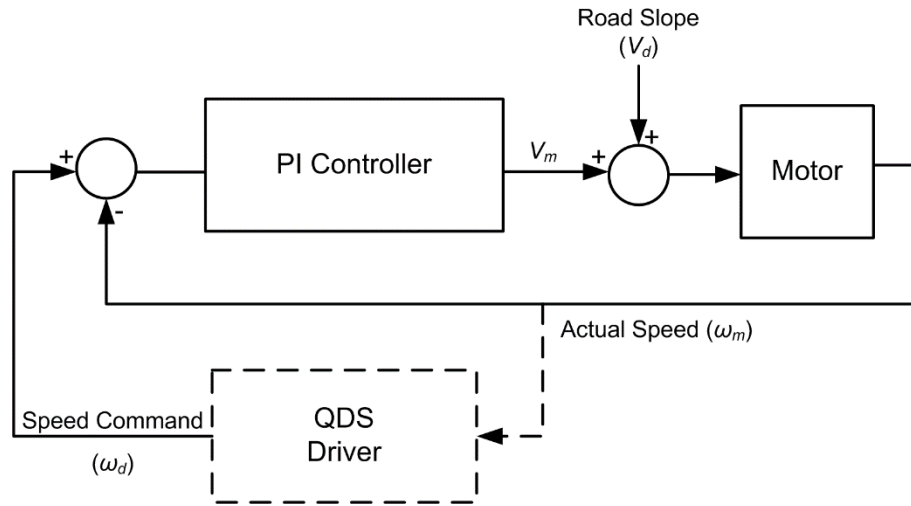 Road Slope
(Vd)
+
PI Controller
Vm
+
+
Motor
-
Actual Speed (ωm)
Speed Command
(ωd)
QDS
Driver